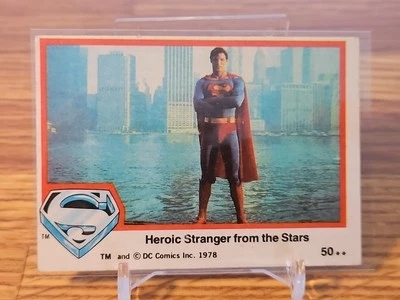 TM
Heroic Stranger from the Stars
TM and © DC Comics Inc. 1978
50••